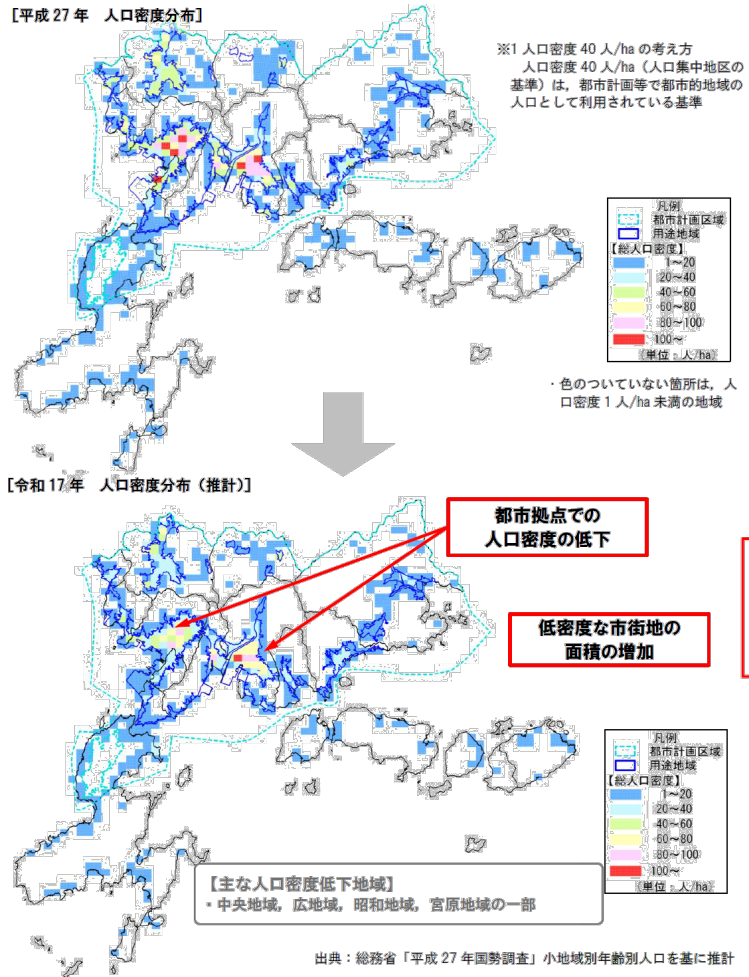 [平成27年　人口密度分布]
※1 人口密度 40 人/ha の考え方
人口密度 40 人/ha（人口集中地区の
基準）は，都市計画等で都市的地域の
人口として利用されている基準
凡例
都市計画区域
用途地域
【総人口密度】
1～20
20～40
40～60
60～80
80～100
100～
（単位：人/ha）
・色のついていない箇所は，人
口密度 1 人/ha 未満の地域
[令和17年　人口密度分布（推計）]
都市拠点での
人口密度の低下
低密度な市街地の
面積の増加
凡例
都市計画区域
用途地域
【総人口密度】
1～20
20～40
40～60
60～80
80～100
100～
（単位：人/ha）
【主な人口密度低下地域】
・中央地域，広地域，昭和地域，宮原地域の一部
出典：総務省「平成 27 年国勢調査」小地域別年齢別人口を基に推計